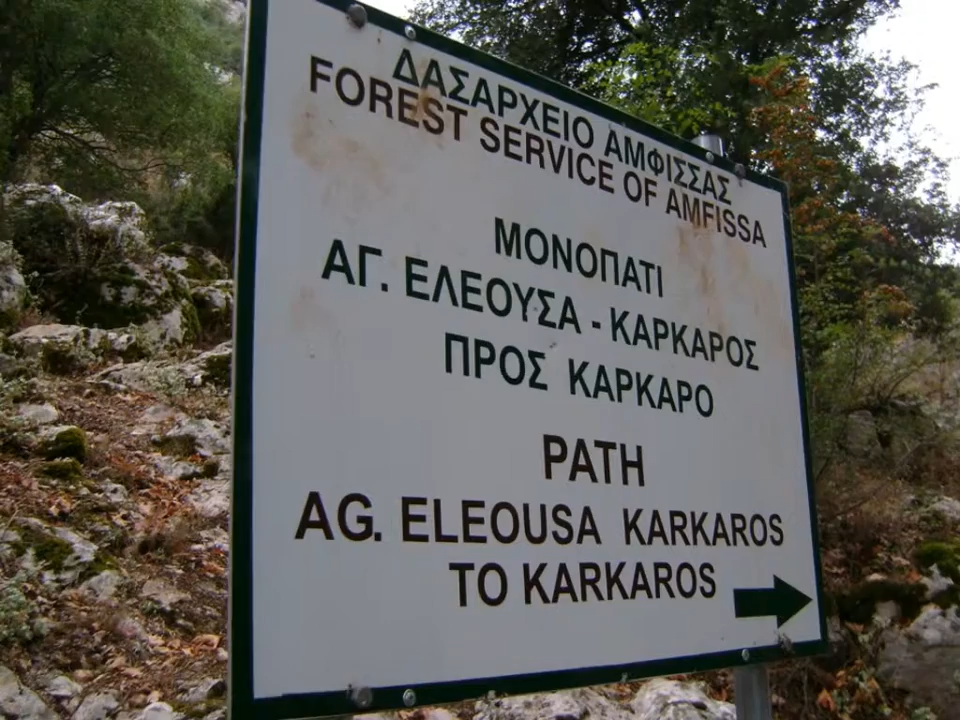 ΔΑΣΑΡΧΕΙΟ ΑΜΦΙΣΣΑΣ
FOREST SERVICE OF AMFISSA
ΜΟΝΟΠΑΤΙ
ΑΓ. ΕΛΕΟΥΣΑ - ΚΑΡΚΑΡΟΣ
ΠΡΟΣ ΚΑΡΚΑΡΟ
PATH
AG. ELEOUSA KARKAROS
TO KARKAROS